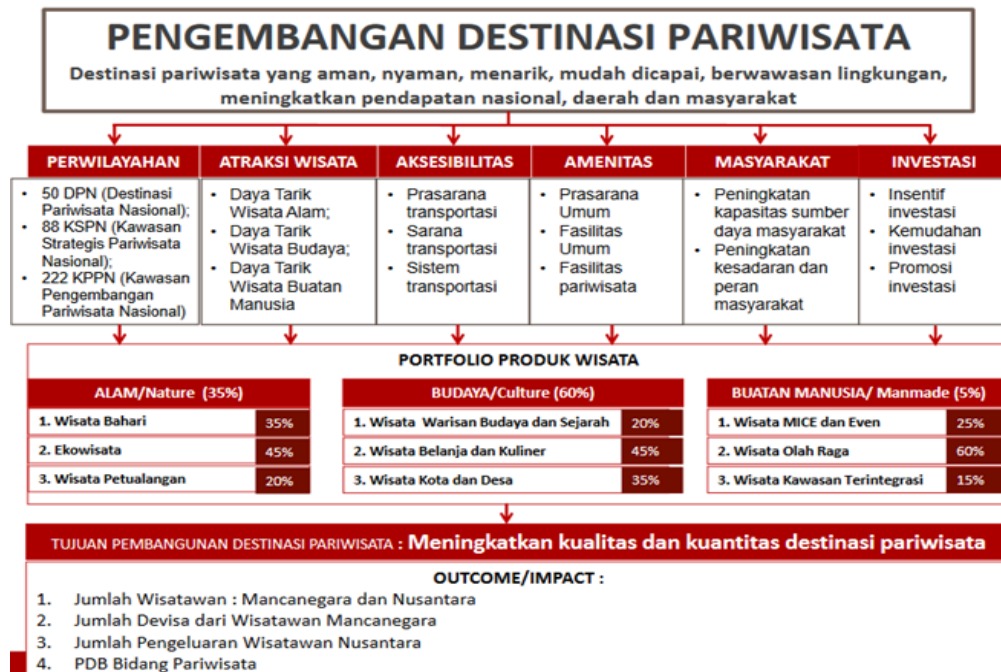 PENGEMBANGAN DESTINASI PARIWISATA
Destinasi pariwisata yang aman, nyaman, menarik, mudah dicapai, berwawasan lingkungan,
meningkatkan pendapatan nasional, daerah dan masyarakat
PERWILAYAHAN
• 50 DPN (Destinasi
Pariwisata Nasional);
• 88 KSPN (Kawasan
Strategis Pariwisata
Nasional);
• 222 KPPN (Kawasan
Pengembangan
Pariwisata Nasional)
ATRAKSI WISATA
• Daya Tarik
Wisata Alam;
• Daya Tarik
Wisata Budaya;
• Daya Tarik
Wisata Buatan
Manusia
AKSESIBILITAS
• Prasarana
transportasi
• Sarana
transportasi
• Sistem
transportasi
AMENITAS
• Prasarana
Umum
• Fasilitas
Umum
• Fasilitas
pariwisata
MASYARAKAT
• Peningkatan
kapasitas sumber
daya masyarakat
• Peningkatan
kesadaran dan
peran
masyarakat
INVESTASI
• Insentif
investasi
• Kemudahan
investasi
• Promosi
investasi
PORTFOLIO PRODUK WISATA
ALAM/Nature (35%)
1. Wisata Bahari 35%
2. Ekowisata 45%
3. Wisata Petualangan 20%
BUDAYA/Culture (60%)
1. Wisata Warisan Budaya dan Sejarah 20%
2. Wisata Belanja dan Kuliner 45%
3. Wisata Kota dan Desa 35%
BUATAN MANUSIA/ Manmade (5%)
1. Wisata MICE dan Even 25%
2. Wisata Olah Raga 60%
3. Wisata Kawasan Terintegrasi 15%
TUJUAN PEMBANGUNAN DESTINASI PARIWISATA : Meningkatkan kualitas dan kuantitas destinasi pariwisata
OUTCOME/IMPACT :
1. Jumlah Wisatawan : Mancanegara dan Nusantara
2. Jumlah Devisa dari Wisatawan Mancanegara
3. Jumlah Pengeluaran Wisatawan Nusantara
4. PDB Bidang Pariwisata